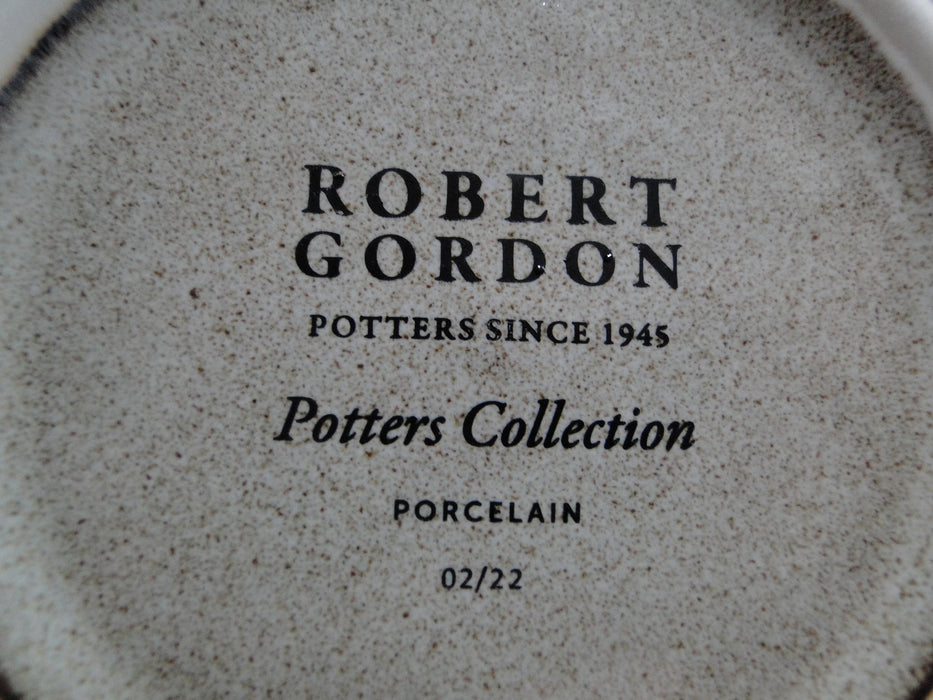 ROBERT
GORDON
POTTERS SINCE 1945
Potters Collection
PORCELAIN
02/22